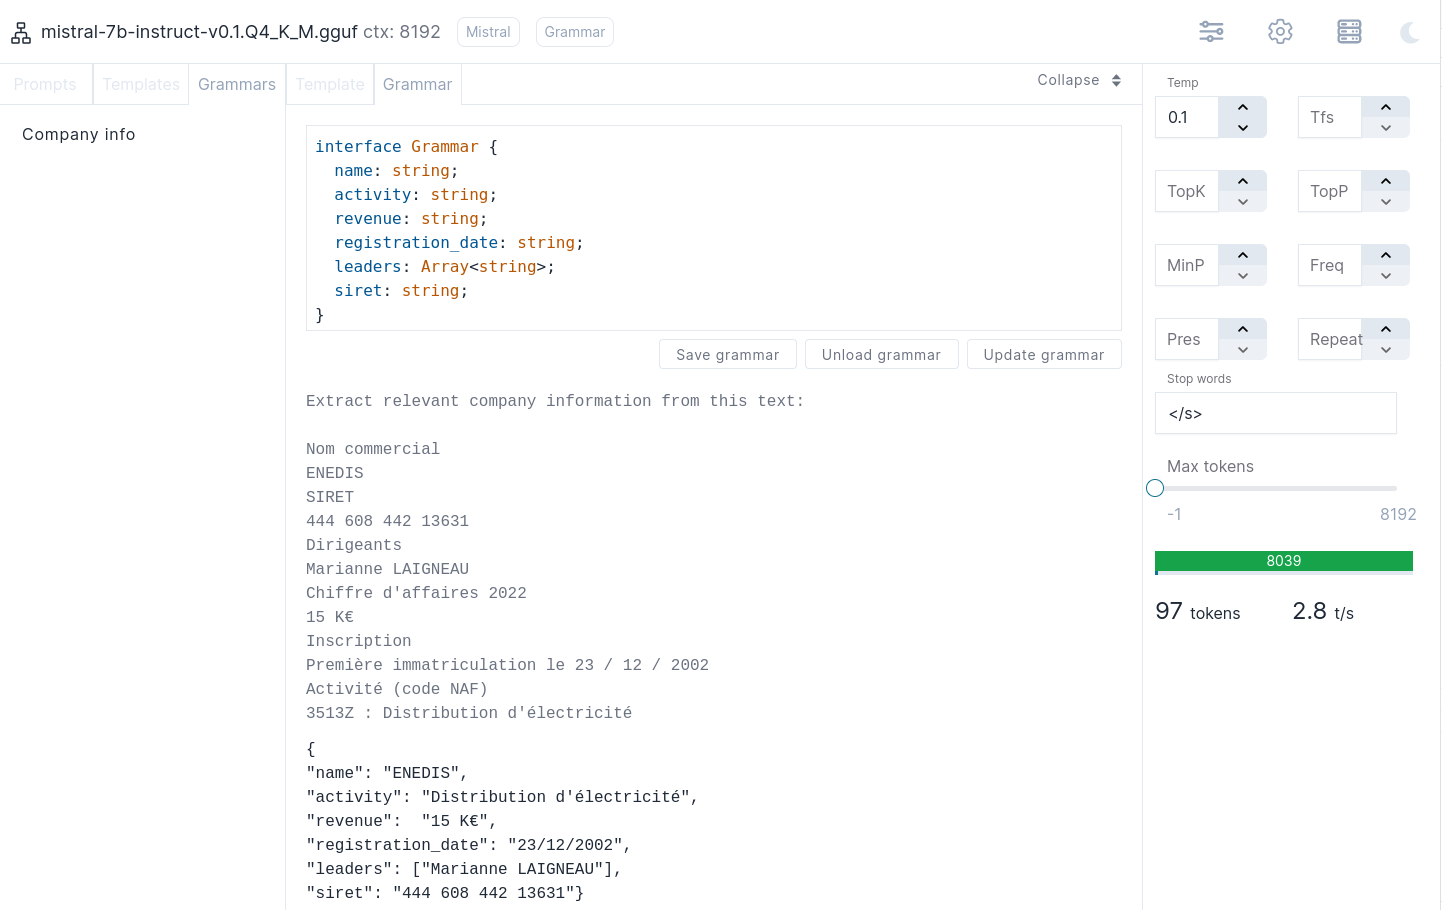 mistral-7b-instruct-v0.1.Q4_K_M.gguf ctx: 8192 Mistral Grammar
Prompts Templates Grammars Template Grammar Collapse
Company info
interface Grammar {
  name: string;
  activity: string;
  revenue: string;
  registration_date: string;
  leaders: Array<string>;
  siret: string;
}
Save grammar Unload grammar Update grammar
Extract relevant company information from this text:
Nom commercial
ENEDIS
SIRET
444 608 442 13631
Dirigeants
Marianne LAIGNEAU
Chiffre d'affaires 2022
15 K€
Inscription
Première immatriculation le 23 / 12 / 2002
Activité (code NAF)
3513Z : Distribution d'électricité
{
"name": "ENEDIS",
"activity": "Distribution d'électricité",
"revenue":  "15 K€",
"registration_date": "23/12/2002",
"leaders": ["Marianne LAIGNEAU"],
"siret": "444 608 442 13631"}
Temp
0.1 Tfs
TopK TopP
MinP Freq
Pres Repeat
Stop words
</s>
Max tokens
-1 8192
8039
97 tokens 2.8 t/s